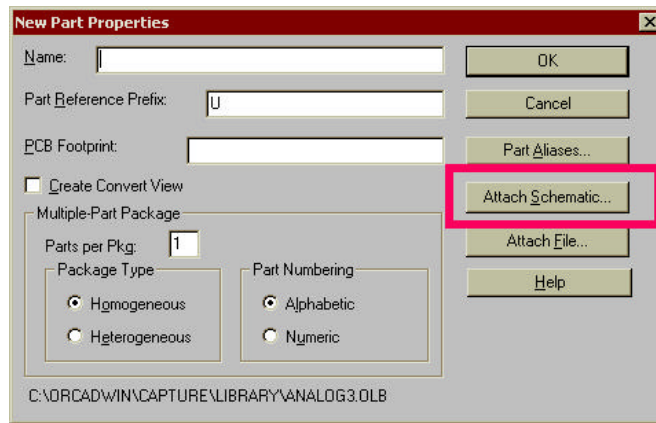 New Part Properties
Name:
OK
Part Reference Prefix:
U
Cancel
PCB Footprint:
Part Aliases...
Create Convert View
Attach Schematic...
Multiple-Part Package
Parts per Pkg:
1
Attach File...
Package Type
Part Numbering
Help
Homogeneous
Alphabetic
Heterogeneous
Numeric
C:\ORCADWIN\CAPTURE\LIBRARY\ANALOG3.OLB